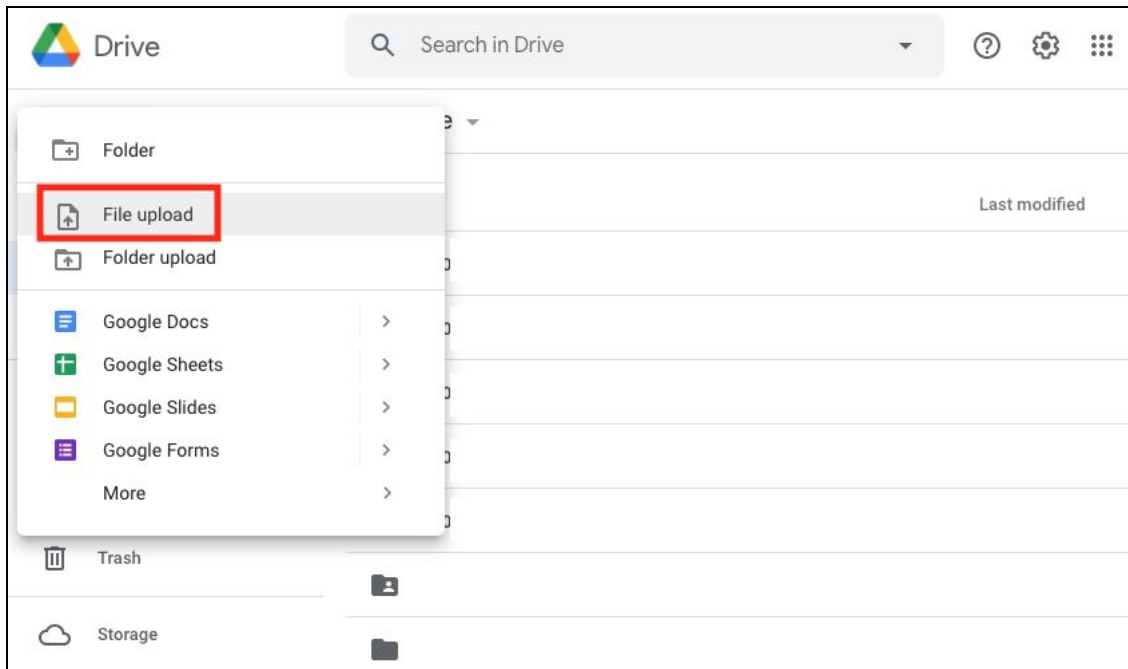 Drive
Search in Drive
Folder
File upload
Last modified
Folder upload
Google Docs
Google Sheets
Google Slides
Google Forms
More
Trash
Storage